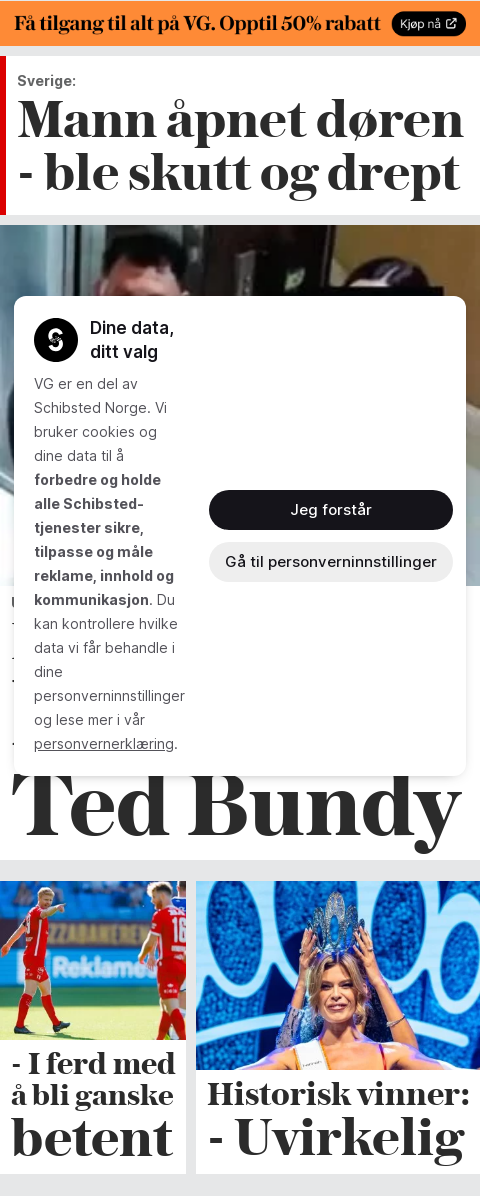 Få tilgang til alt på VG. Opptil 50% rabatt
Kjøp nå
Sverige:
Mann åpnet døren
- ble skutt og drept
Dine data,
ditt valg
VG er en del av
Schibsted Norge. Vi
bruker cookies og
dine data til å
forbedre og holde
alle Schibsted-
tjenester sikre,
tilpasse og måle
reklame, innhold og
kommunikasjon. Du
kan kontrollere hvilke
data vi får behandle i
dine
personverninnstillinger
og lese mer i vår
personvernerklæring.
Jeg forstår
Gå til personverninnstillinger
Ted Bundy
Reklame
16
- I ferd med
å bli ganske
betent
Historisk vinner:
- Uvirkelig